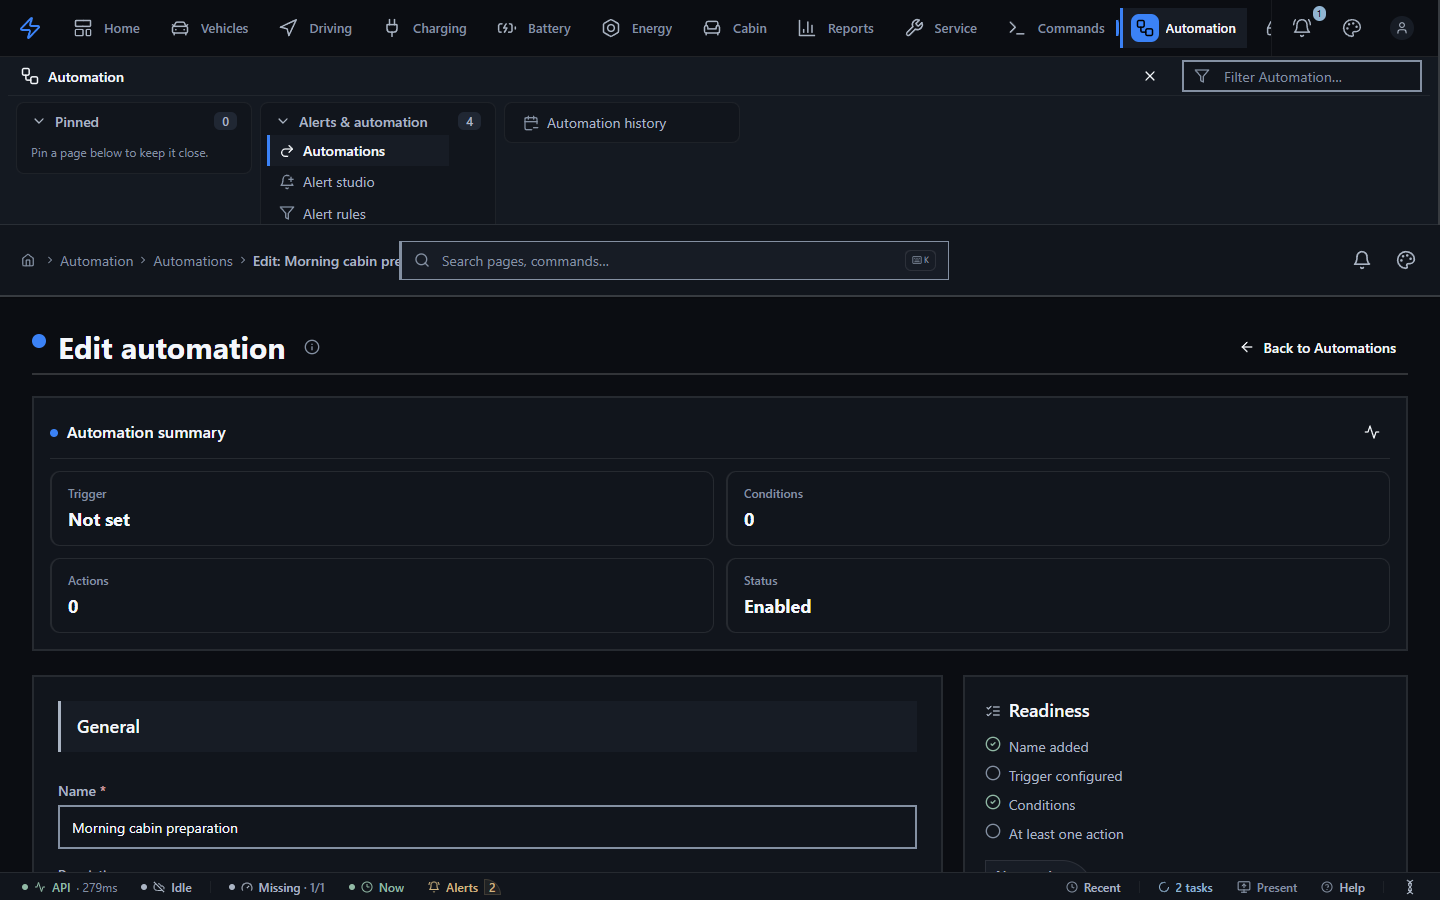 Home
Vehicles
Driving
Charging
Battery
Energy
Cabin
Reports
Service
Commands
Automation
1
Automation
Filter Automation...
Pinned
0
Pin a page below to keep it close.
Alerts & automation
4
Automations
Alert studio
Alert rules
Automation history
Automation
Automations
Edit: Morning cabin pre
Search pages, commands...
K
Edit automation
Back to Automations
Automation summary
Trigger
Not set
Conditions
0
Actions
0
Status
Enabled
General
Name *
Morning cabin preparation
Readiness
Name added
Trigger configured
Conditions
At least one action
API · 279ms
Idle
Missing · 1/1
Now
Alerts 2
Recent
2 tasks
Present
Help